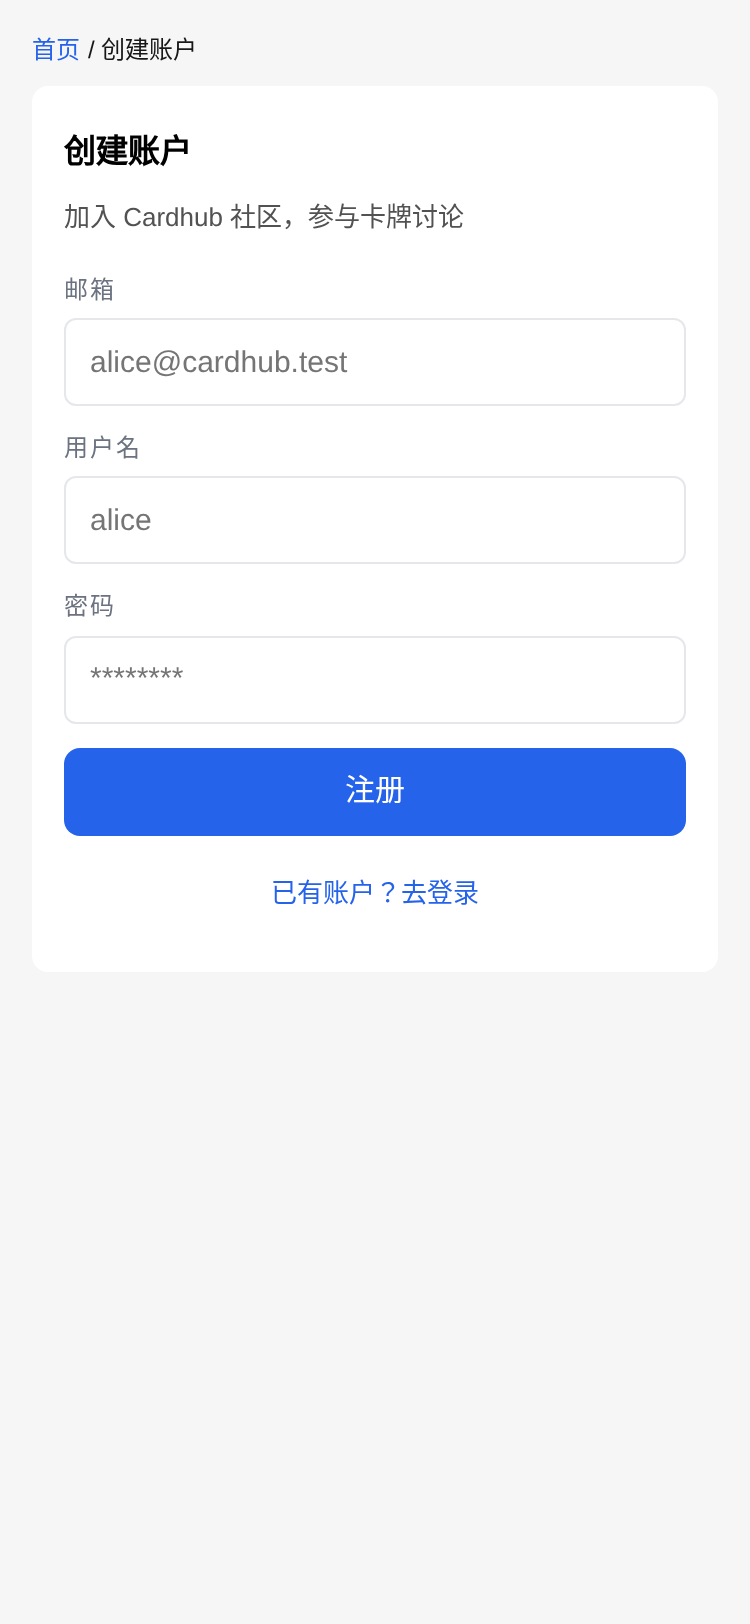 首页 / 创建账户
创建账户
加入 Cardhub 社区，参与卡牌讨论
邮箱
alice@cardhub.test
用户名
alice
密码
********
注册
已有账户？去登录